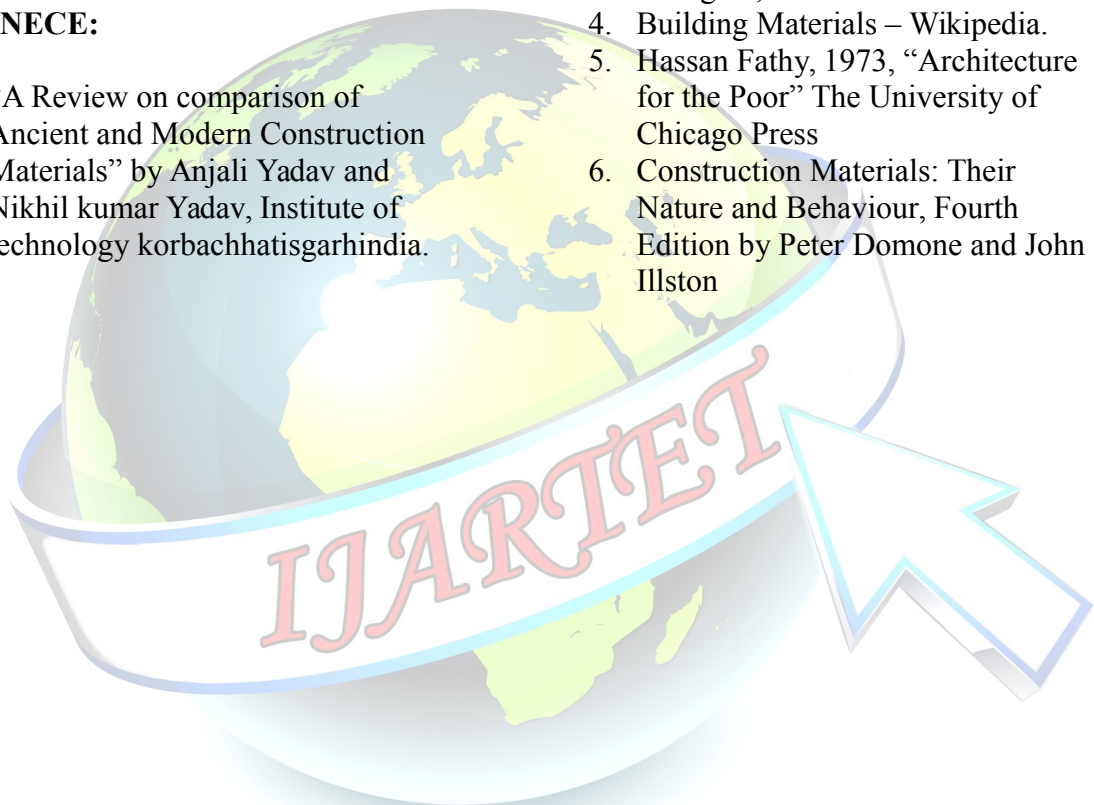 NECE:
A Review on comparison of
Ancient and Modern Construction
Materials” by Anjali Yadav and
Nikhil kumar Yadav, Institute of
technology korbachhatisgarhindia.
4. Building Materials – Wikipedia.
5. Hassan Fathy, 1973, “Architecture
for the Poor” The University of
Chicago Press
6. Construction Materials: Their
Nature and Behaviour, Fourth
Edition by Peter Domone and John
Illston
IJARTET